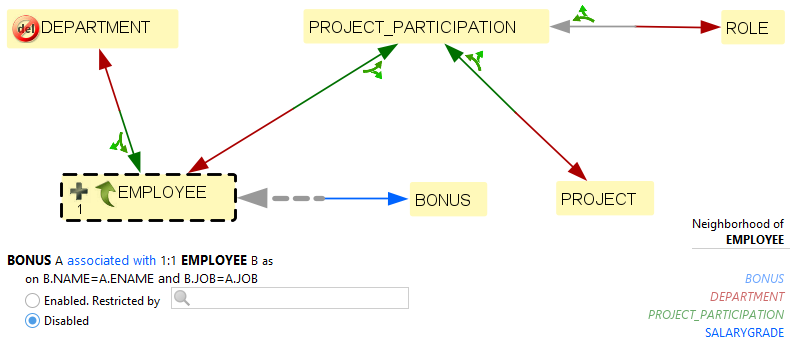 del DEPARTMENT
PROJECT_PARTICIPATION
ROLE
1
EMPLOYEE
BONUS
PROJECT
Neighborhood of
EMPLOYEE
BONUS A associated with 1:1 EMPLOYEE B as
on B.NAME=A.ENAME and B.JOB=A.JOB
Enabled. Restricted by
Disabled
BONUS
DEPARTMENT
PROJECT_PARTICIPATION
SALARYGRADE